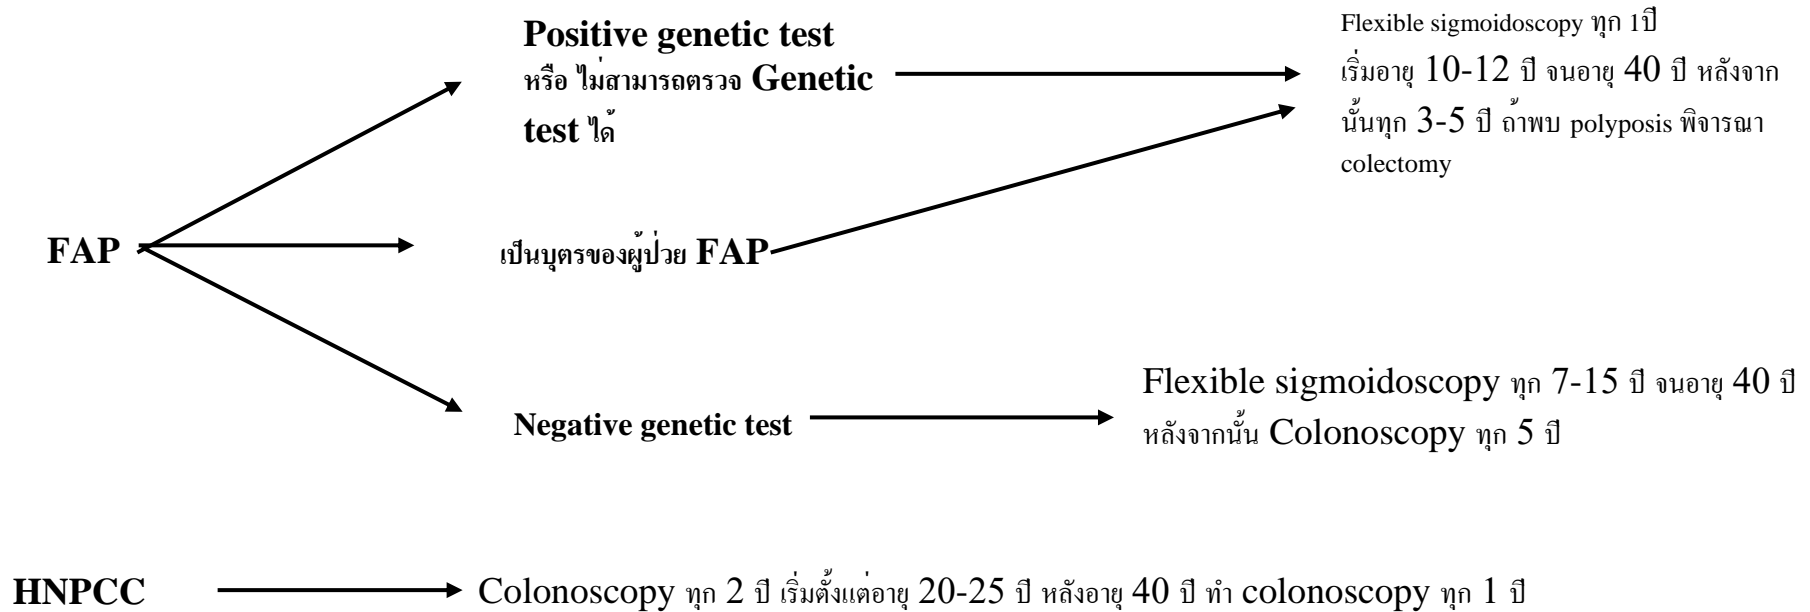 Positive genetic test
หรือ ไม่สามารถตรวจ Genetic
test ได้
Flexible sigmoidoscopy ทุก 1ปี
เริ่มอายุ 10-12 ปี จนอายุ 40 ปี หลังจาก
นั้นทุก 3-5 ปี ถ้าพบ polyposis พิจารณา
colectomy
FAP
เป็นบุตรของผู้ป่วย FAP
Negative genetic test
Flexible sigmoidoscopy ทุก 7-15 ปี จนอายุ 40 ปี
หลังจากนั้น Colonoscopy ทุก 5 ปี
HNPCC
Colonoscopy ทุก 2 ปี เริ่มตั้งแต่อายุ 20-25 ปี หลังอายุ 40 ปี ทำ colonoscopy ทุก 1 ปี